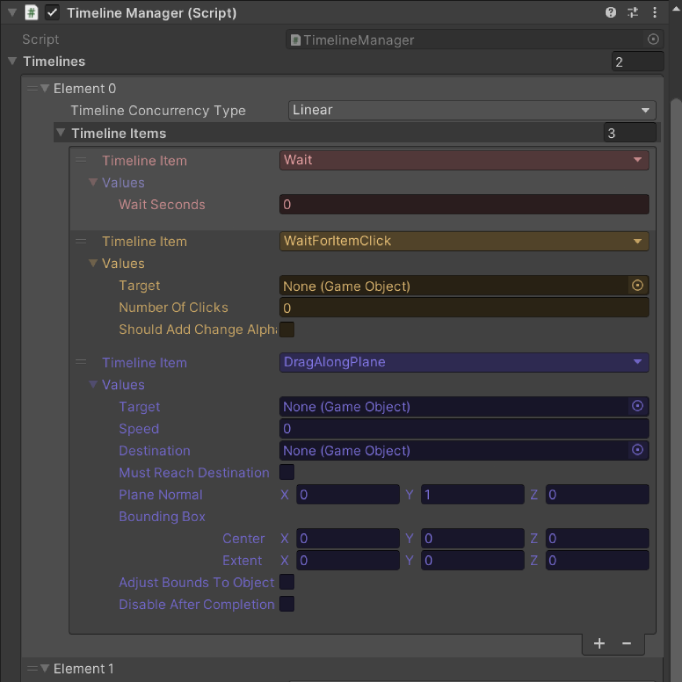 Timeline Manager (Script)
Script TimelineManager
Timelines 2
Element 0
Timeline Concurrency Type Linear
Timeline Items 3
Timeline Item Wait
Values
Wait Seconds 0
Timeline Item WaitForItemClick
Values
Target None (Game Object)
Number Of Clicks 0
Should Add Change Alpha
Timeline Item DragAlongPlane
Values
Target None (Game Object)
Speed 0
Destination None (Game Object)
Must Reach Destination
Plane Normal X 0 Y 1 Z 0
Bounding Box
Center X 0 Y 0 Z 0
Extent X 0 Y 0 Z 0
Adjust Bounds To Object
Disable After Completion
Element 1